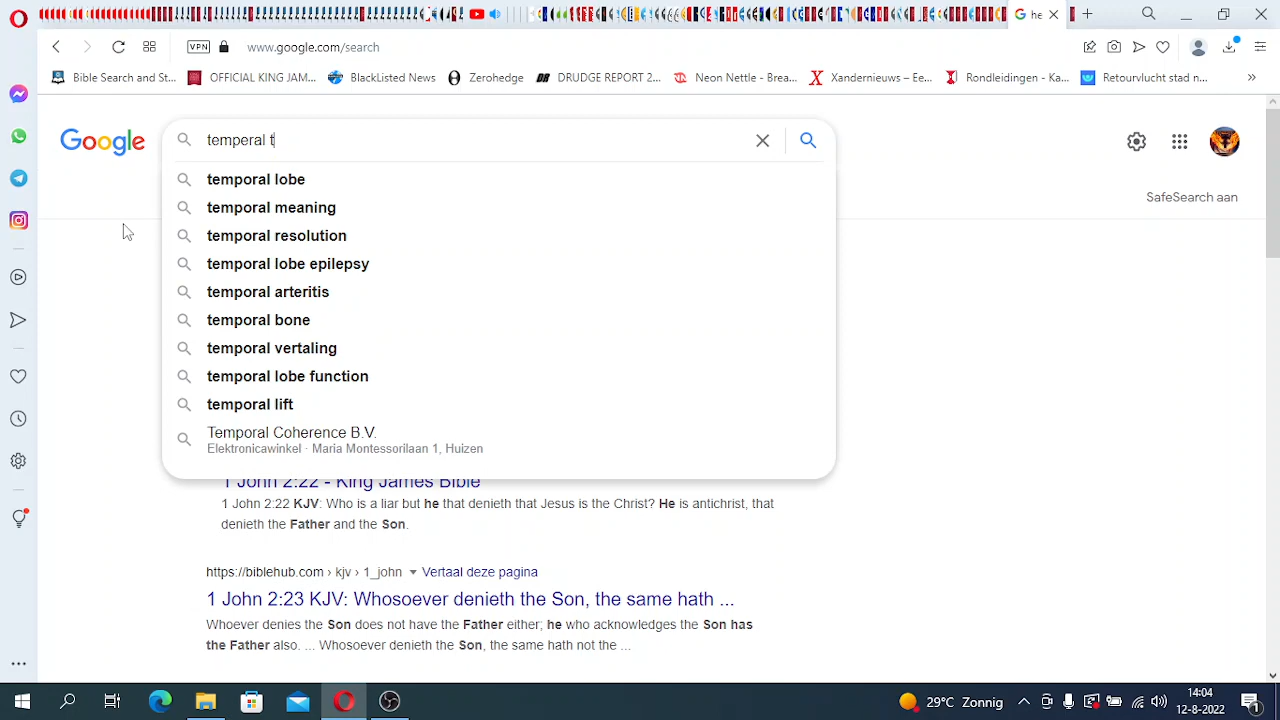 he
VPN
www.google.com/search
Bible Search and St...
OFFICIAL KING JAM...
BlackListed News
Zerohedge
DRUDGE REPORT 2...
Neon Nettle - Brea...
Xandernieuws – Ee...
Rondleidingen - Ka...
Retourvlucht stad n...
»
Google
temperal t
SafeSearch aan
temporal lobe
temporal meaning
temporal resolution
temporal lobe epilepsy
temporal arteritis
temporal bone
temporal vertaling
temporal lobe function
temporal lift
Temporal Coherence B.V.
Elektronicawinkel · Maria Montessorilaan 1, Huizen
1 John 2:22 - King James Bible
1 John 2:22 KJV: Who is a liar but he that denieth that Jesus is the Christ? He is antichrist, that
denieth the Father and the Son.
https://biblehub.com › kjv › 1_john ▾ Vertaal deze pagina
1 John 2:23 KJV: Whosoever denieth the Son, the same hath ...
Whoever denies the Son does not have the Father either; he who acknowledges the Son has
the Father also. ... Whosoever denieth the Son, the same hath not the ...
29°C Zonnig
14:04
12-8-2022
1